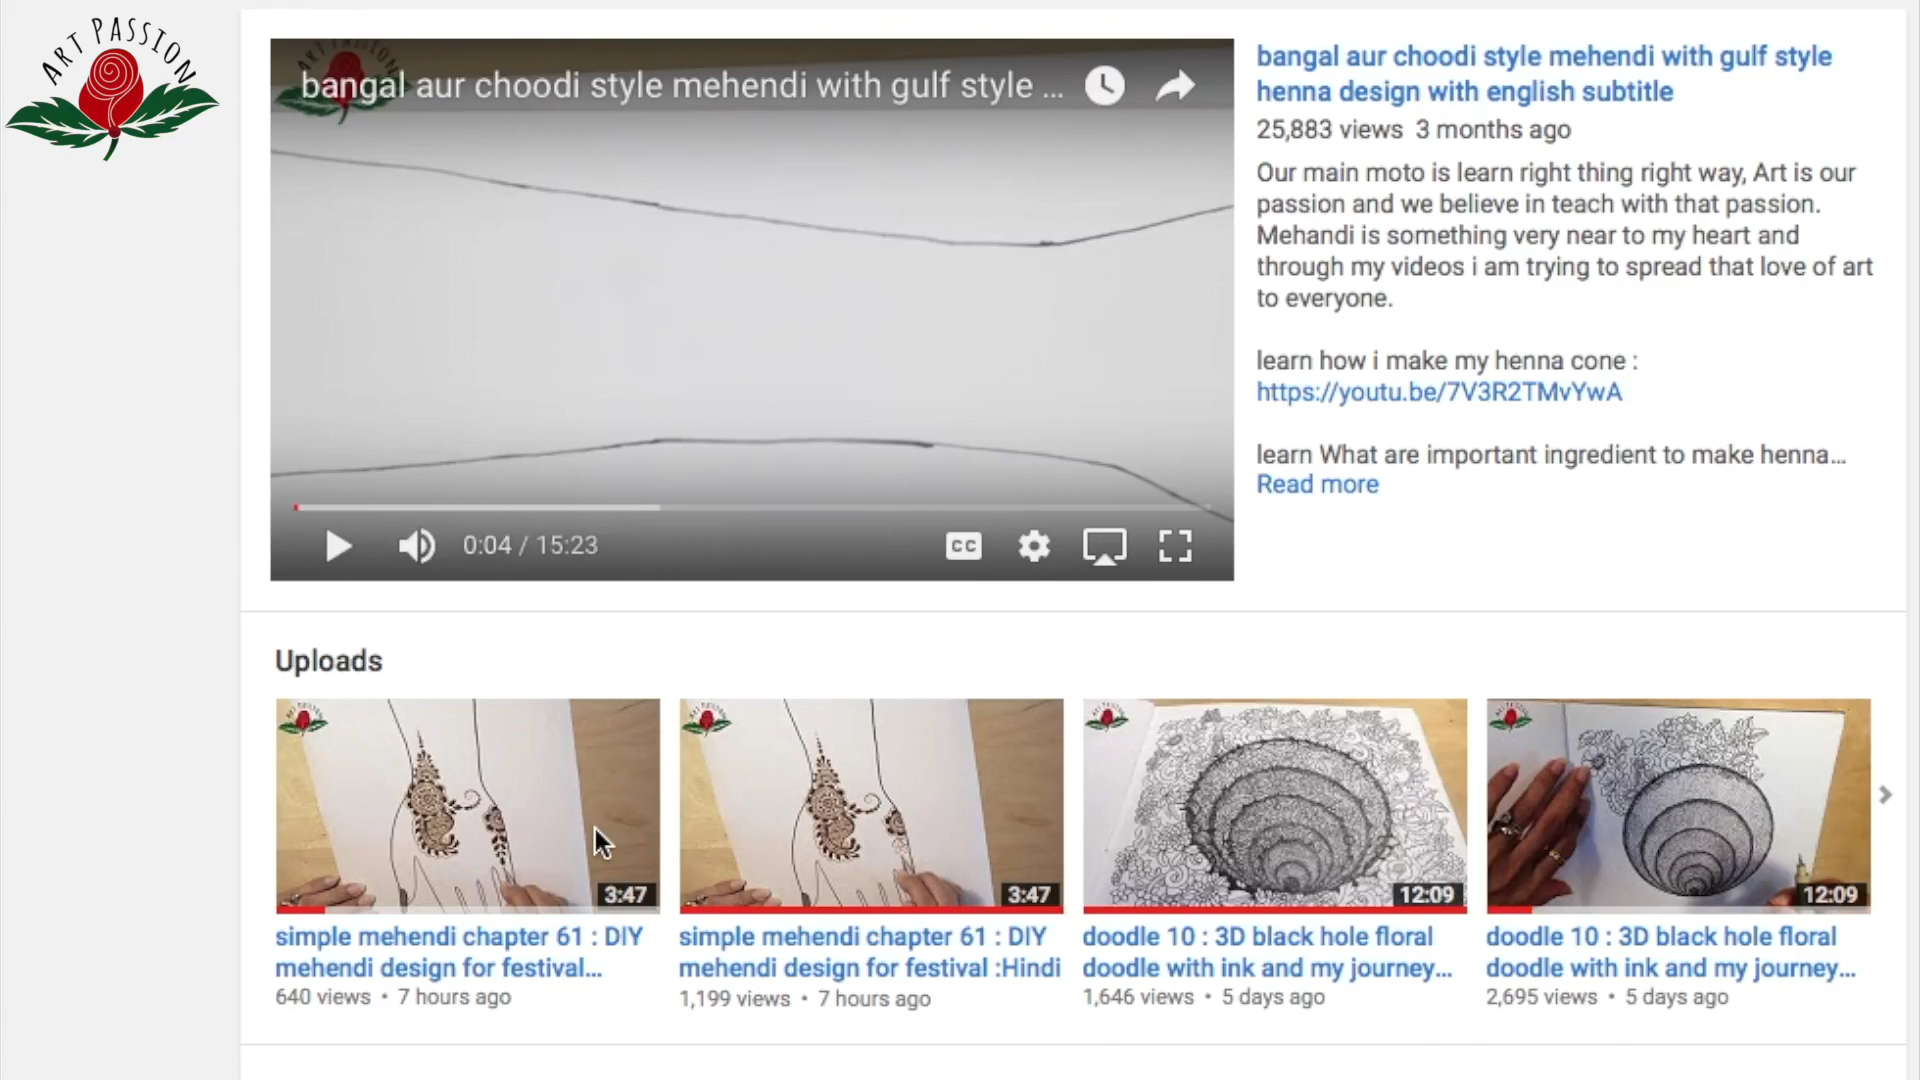 ART PASSION
bangal aur choodi style mehendi with gulf style ...
0:04 / 15:23
CC
bangal aur choodi style mehendi with gulf style
henna design with english subtitle
25,883 views 3 months ago
Our main moto is learn right thing right way, Art is our
passion and we believe in teach with that passion.
Mehandi is something very near to my heart and
through my videos i am trying to spread that love of art
to everyone.
learn how i make my henna cone :
https://youtu.be/7V3R2TMvYwA
learn What are important ingredient to make henna...
Read more
Uploads
3:47
3:47
12:09
12:09
simple mehendi chapter 61 : DIY
mehendi design for festival...
640 views • 7 hours ago
simple mehendi chapter 61 : DIY
mehendi design for festival :Hindi
1,199 views • 7 hours ago
doodle 10 : 3D black hole floral
doodle with ink and my journey...
1,646 views • 5 days ago
doodle 10 : 3D black hole floral
doodle with ink and my journey...
2,695 views • 5 days ago